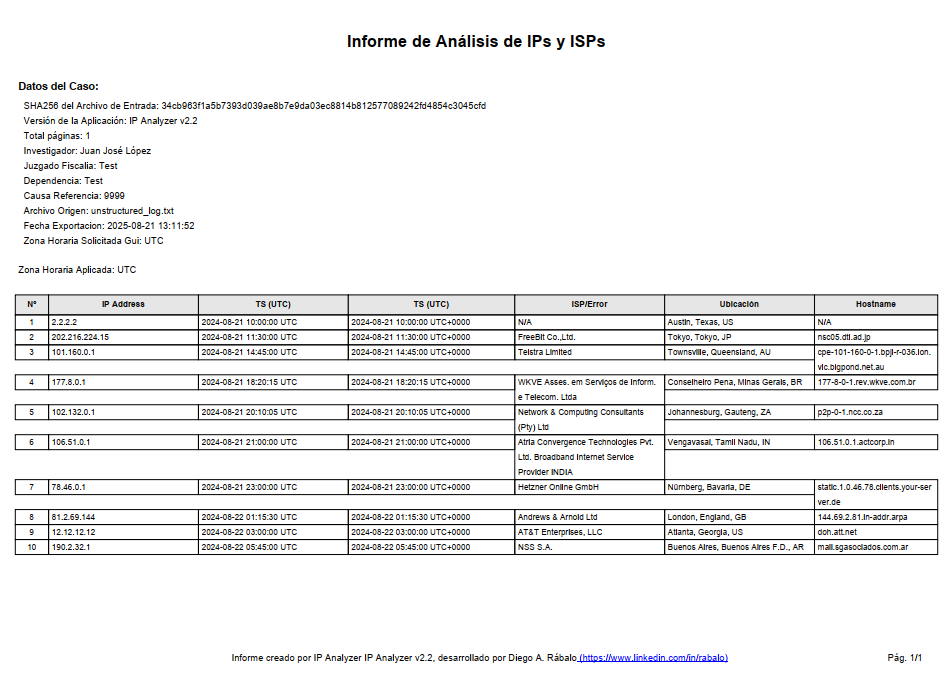 Informe de Análisis de IPs y ISPs
Datos del Caso:
SHA256 del Archivo de Entrada: 34cb963f1a5b7393d039ae8b7e9da03ec8814b812577089242fd4854c3045cfd
Versión de la Aplicación: IP Analyzer v2.2
Total páginas: 1
Investigador: Juan José López
Juzgado Fiscalia: Test
Dependencia: Test
Causa Referencia: 9999
Archivo Origen: unstructured_log.txt
Fecha Exportacion: 2025-08-21 13:11:52
Zona Horaria Solicitada Gui: UTC
Zona Horaria Aplicada: UTC
Nº IP Address TS (UTC) TS (UTC) ISP/Error Ubicación Hostname
1 2.2.2.2 2024-08-21 10:00:00 UTC 2024-08-21 10:00:00 UTC+0000 N/A Austin, Texas, US N/A
2 202.216.224.15 2024-08-21 11:30:00 UTC 2024-08-21 11:30:00 UTC+0000 FreeBit Co.,Ltd. Tokyo, Tokyo, JP nsc05.dti.ad.jp
3 101.160.0.1 2024-08-21 14:45:00 UTC 2024-08-21 14:45:00 UTC+0000 Telstra Limited Townsville, Queensland, AU cpe-101-160-0-1.bpjl-r-036.lon.
vic.bigpond.net.au
4 177.8.0.1 2024-08-21 18:20:15 UTC 2024-08-21 18:20:15 UTC+0000 WKVE Asses. em Serviços de Inform. Conselheiro Pena, Minas Gerais, BR 177-8-0-1.rev.wkve.com.br
e Telecom. Ltda
5 102.132.0.1 2024-08-21 20:10:05 UTC 2024-08-21 20:10:05 UTC+0000 Network & Computing Consultants Johannesburg, Gauteng, ZA p2p-0-1.ncc.co.za
(Pty) Ltd
6 106.51.0.1 2024-08-21 21:00:00 UTC 2024-08-21 21:00:00 UTC+0000 Atria Convergence Technologies Pvt. Vengavasal, Tamil Nadu, IN 106.51.0.1.actcorp.in
Ltd. Broadband Internet Service
Provider INDIA
7 78.46.0.1 2024-08-21 23:00:00 UTC 2024-08-21 23:00:00 UTC+0000 Hetzner Online GmbH Nürnberg, Bavaria, DE static.1.0.46.78.clients.your-ser
ver.de
8 81.2.69.144 2024-08-22 01:15:30 UTC 2024-08-22 01:15:30 UTC+0000 Andrews & Arnold Ltd London, England, GB 144.69.2.81.in-addr.arpa
9 12.12.12.12 2024-08-22 03:00:00 UTC 2024-08-22 03:00:00 UTC+0000 AT&T Enterprises, LLC Atlanta, Georgia, US doh.att.net
10 190.2.32.1 2024-08-22 05:45:00 UTC 2024-08-22 05:45:00 UTC+0000 NSS S.A. Buenos Aires, Buenos Aires F.D., AR mail.sgasociados.com.ar
Informe creado por IP Analyzer IP Analyzer v2.2, desarrollado por Diego A. Rábalo (https://www.linkedin.com/in/rabalo) Pág. 1/1